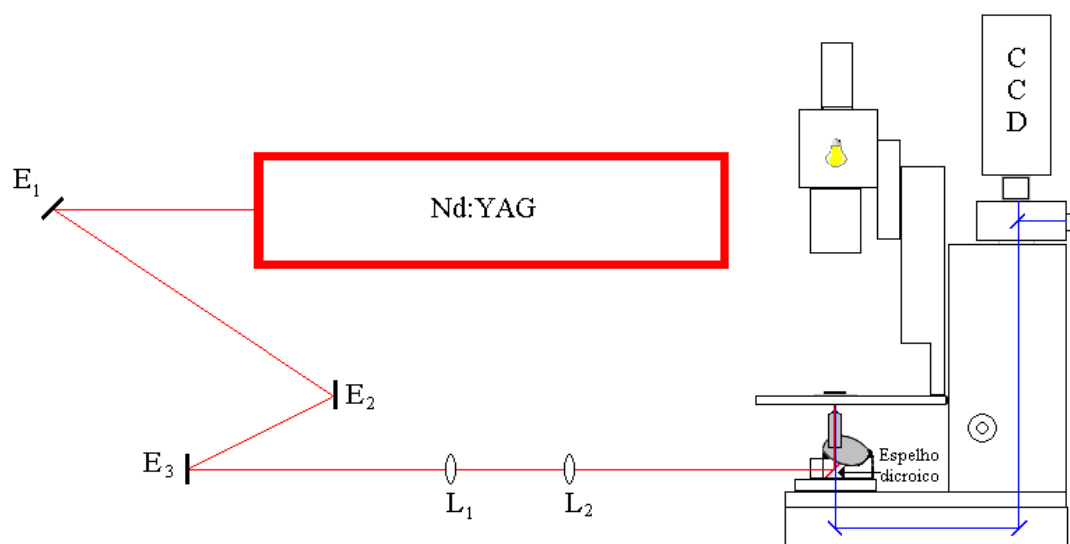 C
C
D
E₁
Nd:YAG
E₂
E₃
L₁
L₂
Espelho
dicroico